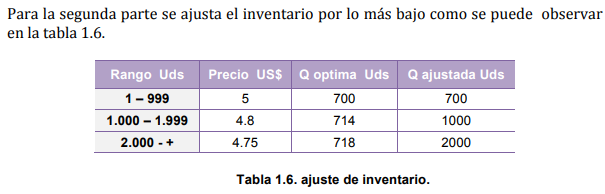 Para la segunda parte se ajusta el inventario por lo más bajo como se puede observar
en la tabla 1.6.
Rango Uds Precio US$ Q optima Uds Q ajustada Uds
1 – 999 5 700 700
1.000 – 1.999 4.8 714 1000
2.000 - + 4.75 718 2000
Tabla 1.6. ajuste de inventario.